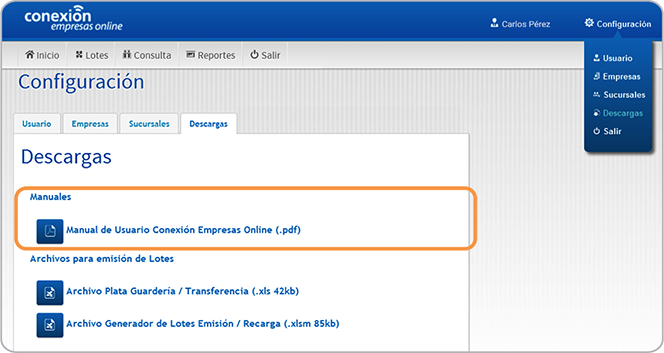 conexión
empresas online
Carlos Pérez
Configuración
Inicio
Lotes
Consulta
Reportes
Salir
Usuario
Empresas
Sucursales
Descargas
Salir
Configuración
Usuario
Empresas
Sucursales
Descargas
Descargas
Manuales
Manual de Usuario Conexión Empresas Online (.pdf)
Archivos para emisión de Lotes
Archivo Plata Guardería / Transferencia (.xls 42kb)
Archivo Generador de Lotes Emisión / Recarga (.xlsm 85kb)